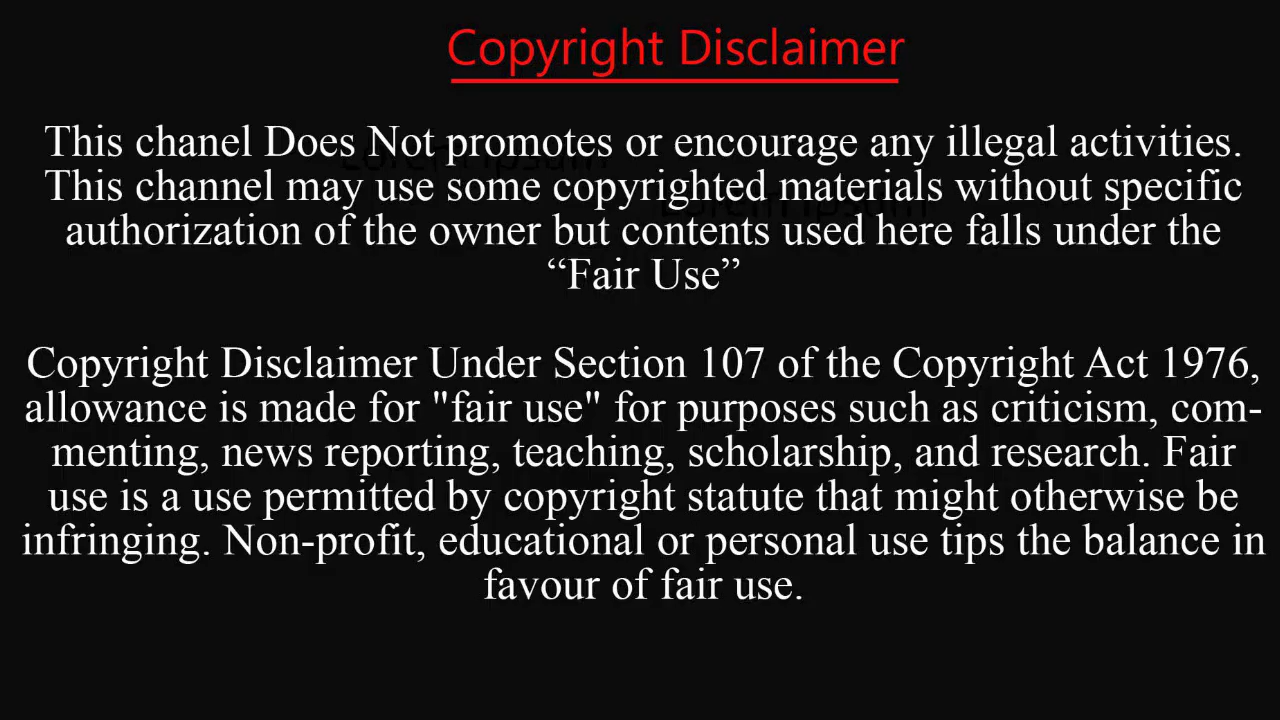 Copyright Disclaimer
This chanel Does Not promotes or encourage any illegal activities.
This channel may use some copyrighted materials without specific
authorization of the owner but contents used here falls under the
“Fair Use”
Copyright Disclaimer Under Section 107 of the Copyright Act 1976,
allowance is made for "fair use" for purposes such as criticism, com-
menting, news reporting, teaching, scholarship, and research. Fair
use is a use permitted by copyright statute that might otherwise be
infringing. Non-profit, educational or personal use tips the balance in
favour of fair use.